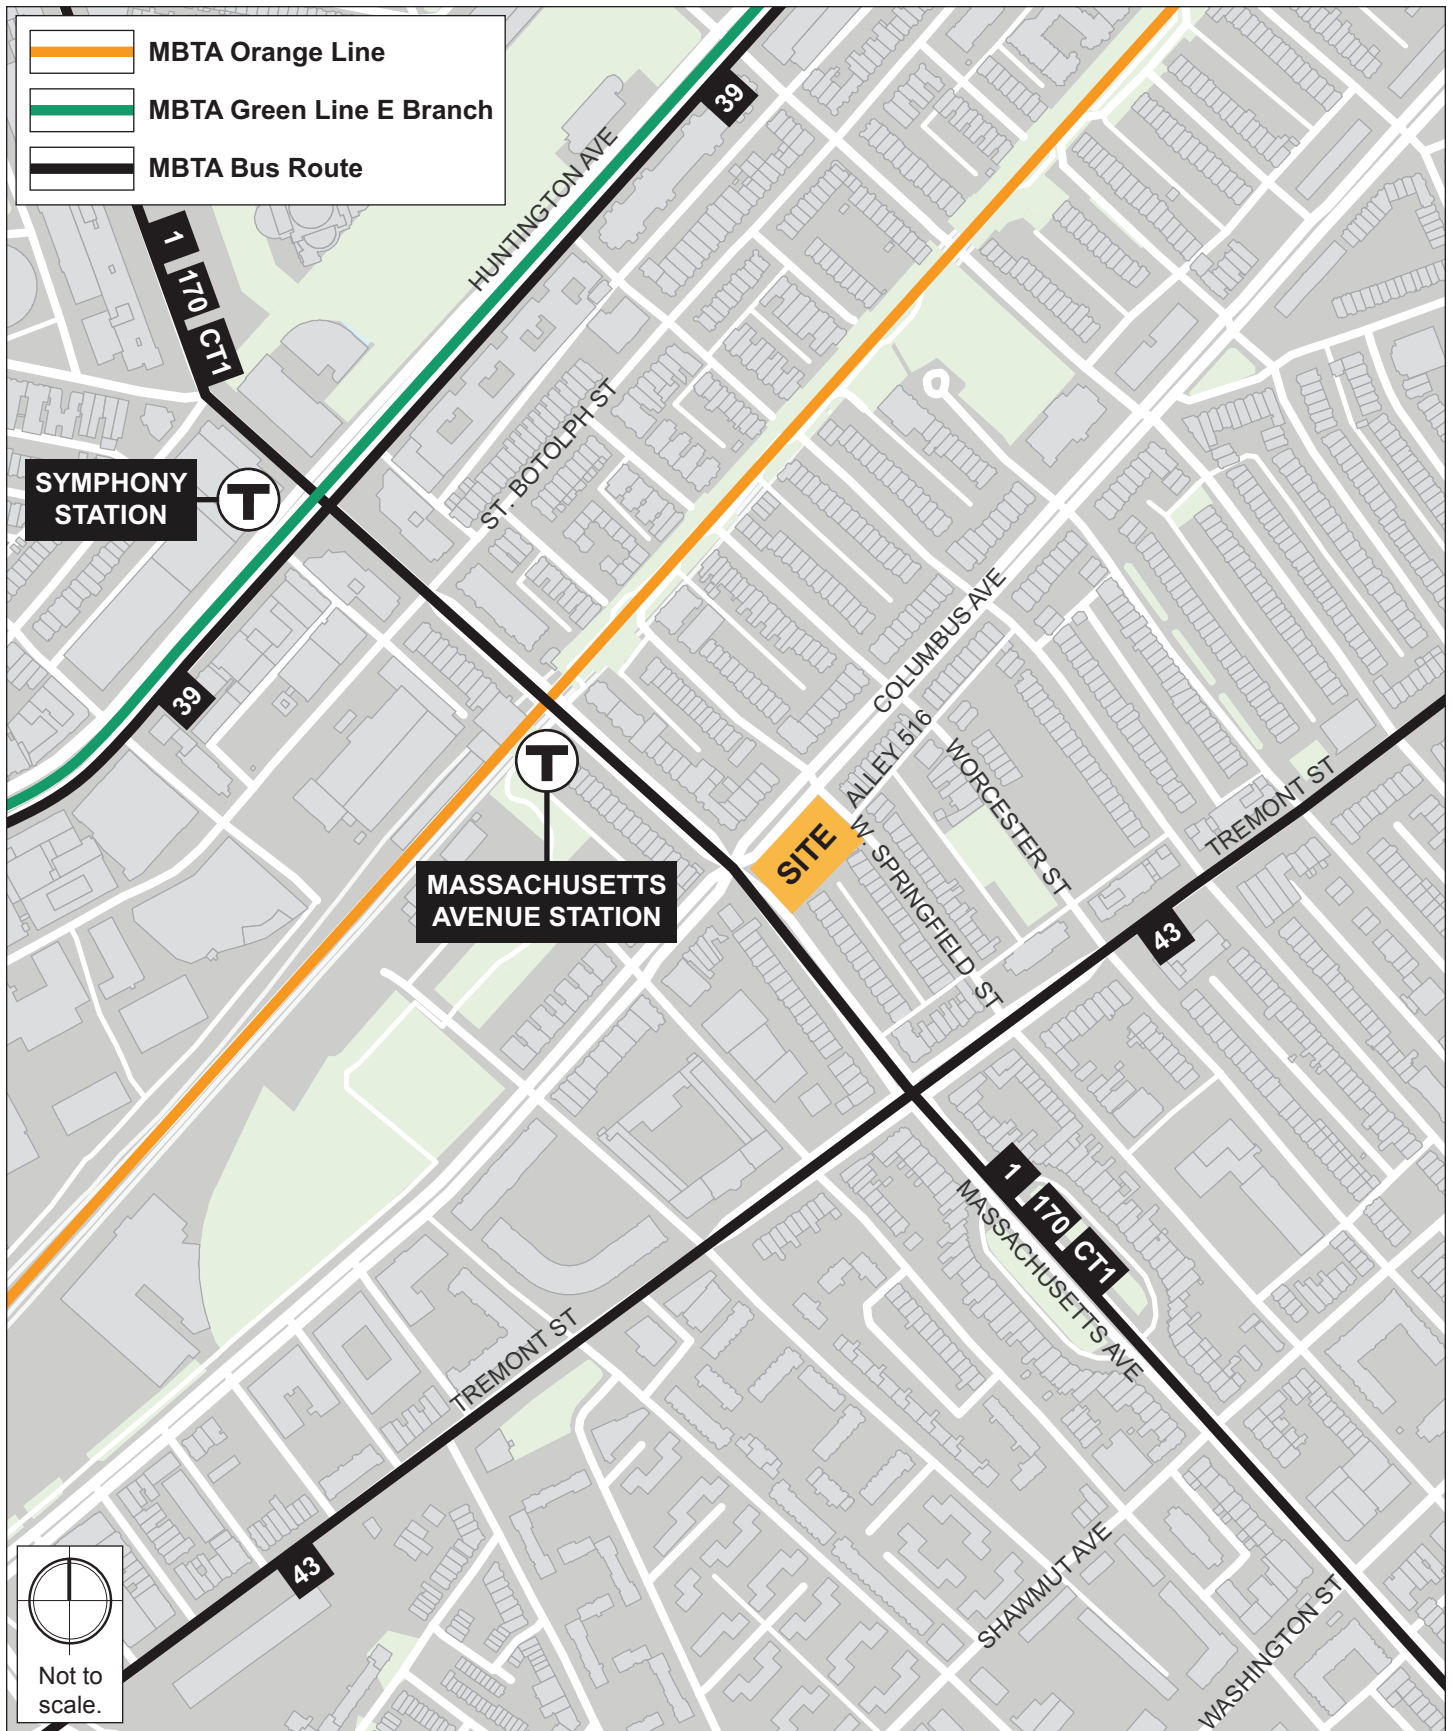 MBTA Orange Line
MBTA Green Line E Branch
MBTA Bus Route
39
HUNTINGTON AVE
1
170
CT1
ST. BOTOLPH ST
SYMPHONY
STATION
T
COLUMBUS AVE
39
ALLEY 516
WORCESTER ST
T
TREMONT ST
SITE
W. SPRINGFIELD ST
MASSACHUSETTS
AVENUE STATION
43
1
170
CT1
MASSACHUSETTS AVE
TREMONT ST
43
SHAWMUT AVE
WASHINGTON ST
Not to
scale.